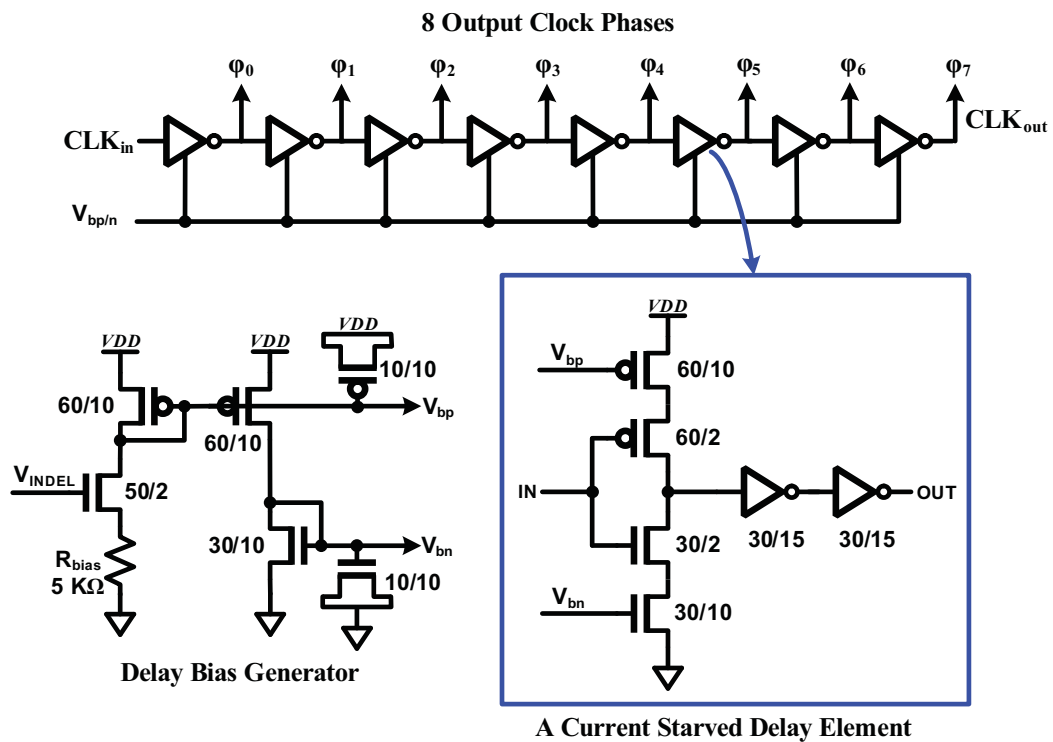 8 Output Clock Phases
φ0 φ1 φ2 φ3 φ4 φ5 φ6 φ7
CLKin
CLKout
Vbp/n
VDD
VDD
VDD
10/10
60/10
60/10
Vbp
VINDEL
50/2
Rbias
5 KΩ
30/10
Vbn
10/10
Delay Bias Generator
VDD
Vbp
60/10
60/2
IN
OUT
30/2
30/15
30/15
Vbn
30/10
A Current Starved Delay Element